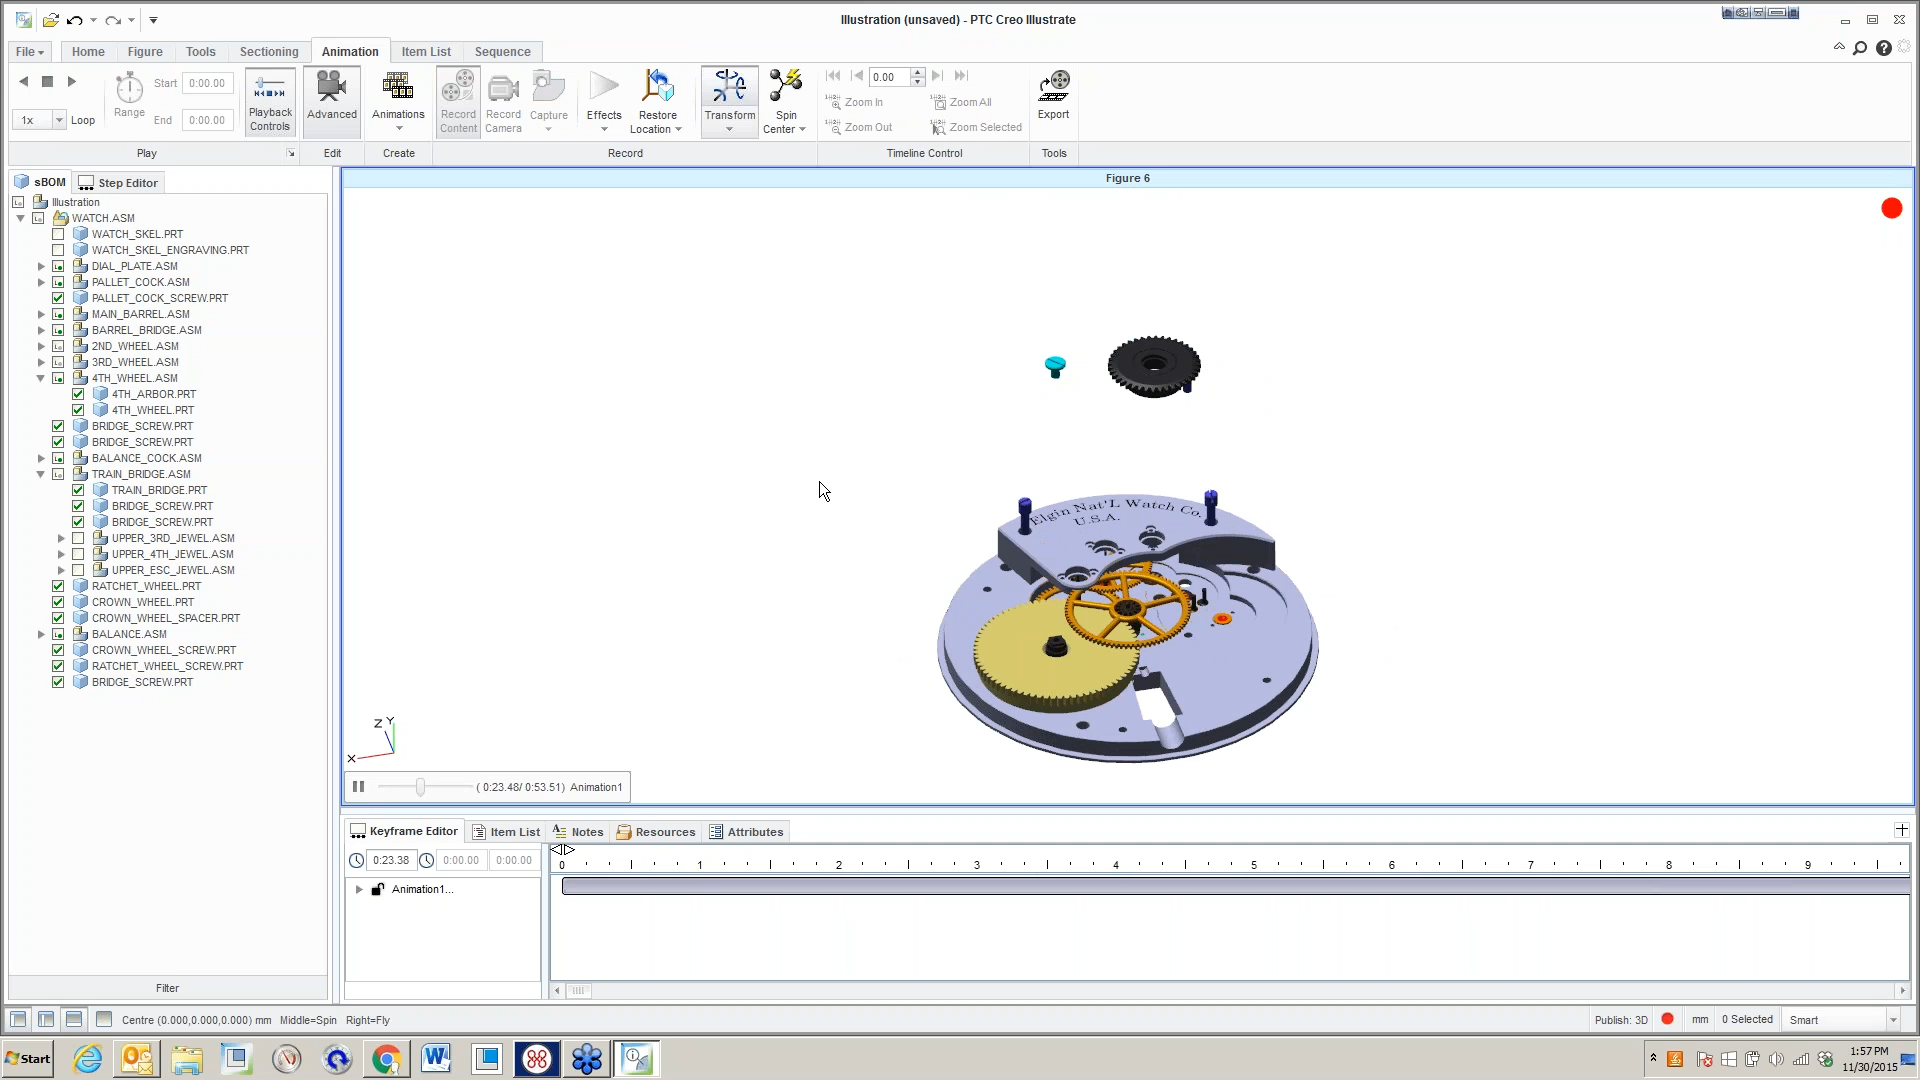 Illustration (unsaved) - PTC Creo Illustrate
File Home Figure Tools Sectioning Animation Item List Sequence
1x Loop
Range
Start 0:00.00
End 0:00.00
Playback Controls
Advanced
Animations
Record Content
Record Camera
Capture
Effects
Restore Location
Transform
Spin Center
0.00
Zoom In Zoom All
Zoom Out Zoom Selected
Export
Play Edit Create Record Timeline Control Tools
sBOM Step Editor
Illustration
WATCH.ASM
WATCH_SKEL.PRT
WATCH_SKEL_ENGRAVING.PRT
DIAL_PLATE.ASM
PALLET_COCK.ASM
PALLET_COCK_SCREW.PRT
MAIN_BARREL.ASM
BARREL_BRIDGE.ASM
2ND_WHEEL.ASM
3RD_WHEEL.ASM
4TH_WHEEL.ASM
4TH_ARBOR.PRT
4TH_WHEEL.PRT
BRIDGE_SCREW.PRT
BRIDGE_SCREW.PRT
BALANCE_COCK.ASM
TRAIN_BRIDGE.ASM
TRAIN_BRIDGE.PRT
BRIDGE_SCREW.PRT
BRIDGE_SCREW.PRT
UPPER_3RD_JEWEL.ASM
UPPER_4TH_JEWEL.ASM
UPPER_ESC_JEWEL.ASM
RATCHET_WHEEL.PRT
CROWN_WHEEL.PRT
CROWN_WHEEL_SPACER.PRT
BALANCE.ASM
CROWN_WHEEL_SCREW.PRT
RATCHET_WHEEL_SCREW.PRT
BRIDGE_SCREW.PRT
Filter
Figure 6
Elgin Nat'L Watch Co.
U.S.A.
Z Y
X
( 0:23.48/ 0:53.51) Animation1
Keyframe Editor Item List Notes Resources Attributes
0:23.38 0:00.00 0:00.00
0 1 2 3 4 5 6 7 8 9
Animation1...
Centre (0.000,0.000,0.000) mm Middle=Spin Right=Fly
Publish: 3D mm 0 Selected Smart
Start
1:57 PM
11/30/2015